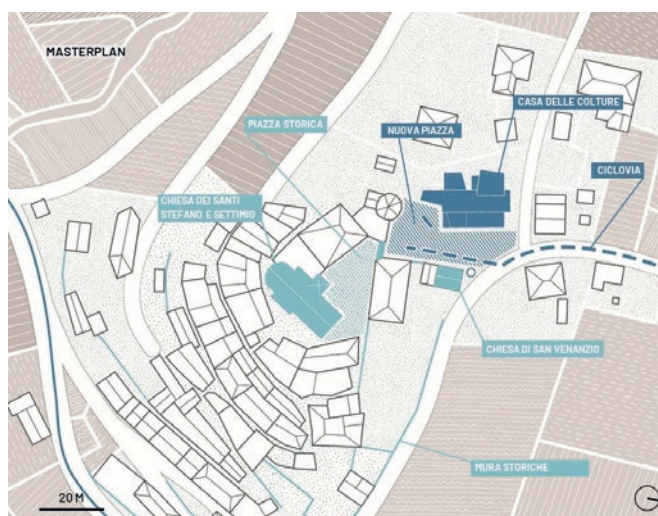 MASTERPLAN
CASA DELLE COLTURE
PIAZZA STORICA
NUOVA PIAZZA
CICLOVIA
CHIESA DEI SANTI
STEFANO E SETTIMIO
CHIESA DI SAN VENANZIO
MURA STORICHE
20 M